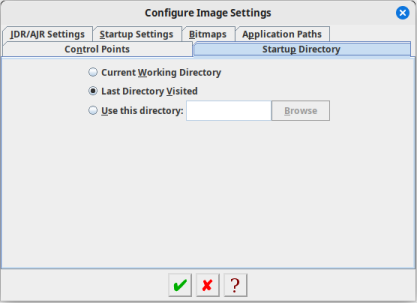 Configure Image Settings
JDR/AJR Settings Startup Settings Bitmaps Application Paths
Control Points Startup Directory
Current Working Directory
Last Directory Visited
Use this directory: Browse
?